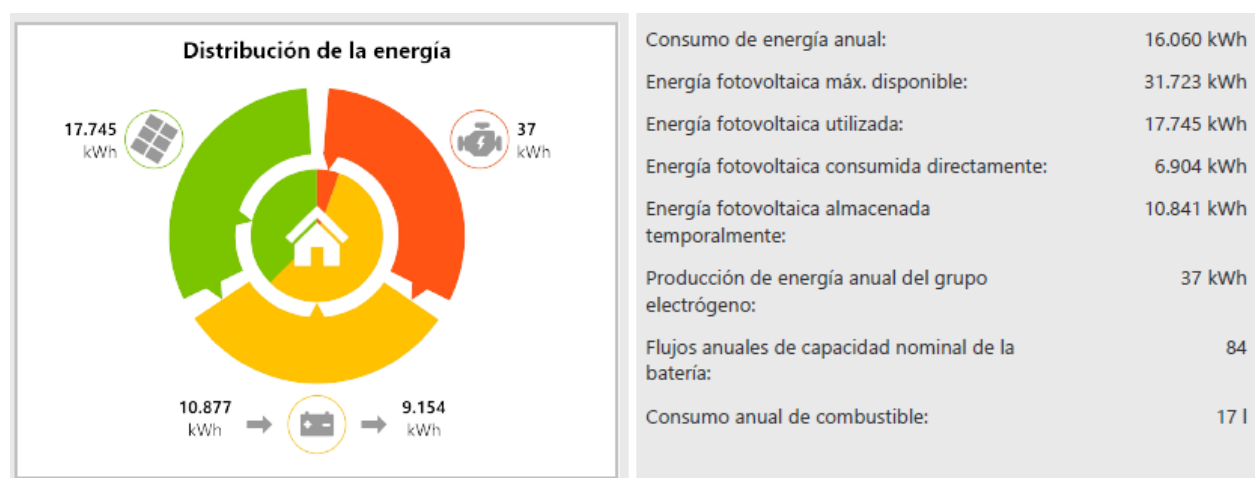 Distribución de la energía
17.745
kWh
37
kWh
10.877
kWh
9.154
kWh
Consumo de energía anual: 16.060 kWh
Energía fotovoltaica máx. disponible: 31.723 kWh
Energía fotovoltaica utilizada: 17.745 kWh
Energía fotovoltaica consumida directamente: 6.904 kWh
Energía fotovoltaica almacenada 10.841 kWh
temporalmente:
Producción de energía anual del grupo 37 kWh
electrógeno:
Flujos anuales de capacidad nominal de la 84
batería:
Consumo anual de combustible: 17 l